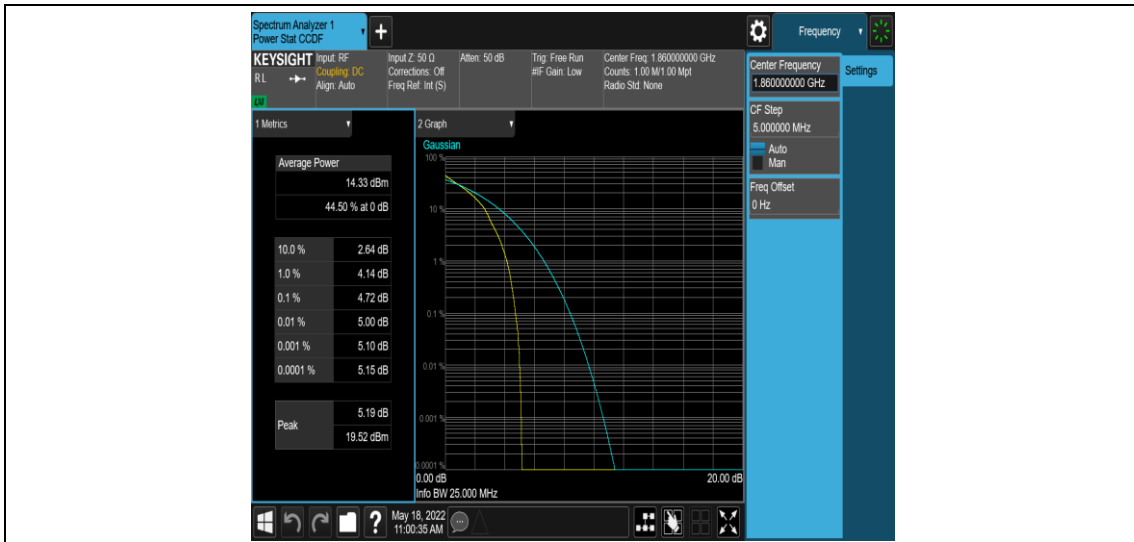 Spectrum Analyzer 1
Power Stat CCDF
Frequency
KEYSIGHT
RL
LXI
Input: RF
Coupling: DC
Align: Auto
Input Z: 50 Ω
Corrections: Off
Freq Ref: Int (S)
Atten: 50 dB
Trig: Free Run
#IF Gain: Low
Center Freq: 1.860000000 GHz
Counts: 1.00 M/1.00 Mpt
Radio Std: None
Center Frequency
1.860000000 GHz
Settings
CF Step
5.000000 MHz
Auto
Man
Freq Offset
0 Hz
1 Metrics
Average Power
14.33 dBm
44.50 % at 0 dB
10.0 % 2.64 dB
1.0 % 4.14 dB
0.1 % 4.72 dB
0.01 % 5.00 dB
0.001 % 5.10 dB
0.0001 % 5.15 dB
Peak
5.19 dB
19.52 dBm
2 Graph
Gaussian
100 %
10 %
1 %
0.1 %
0.01 %
0.001 %
0.0001 %
0.00 dB
20.00 dB
Info BW 25.000 MHz
?
May 18, 2022
11:00:35 AM